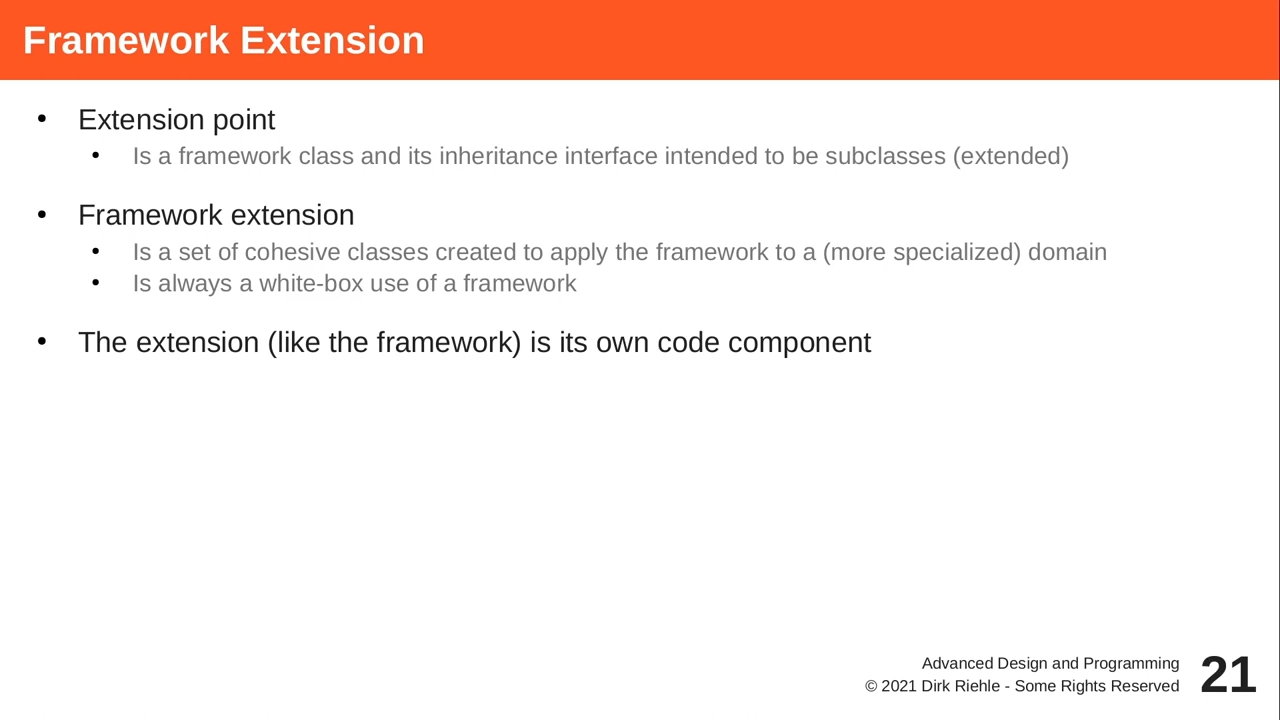 Framework Extension
• Extension point
• Is a framework class and its inheritance interface intended to be subclasses (extended)
• Framework extension
• Is a set of cohesive classes created to apply the framework to a (more specialized) domain
• Is always a white-box use of a framework
• The extension (like the framework) is its own code component
Advanced Design and Programming
© 2021 Dirk Riehle - Some Rights Reserved
21